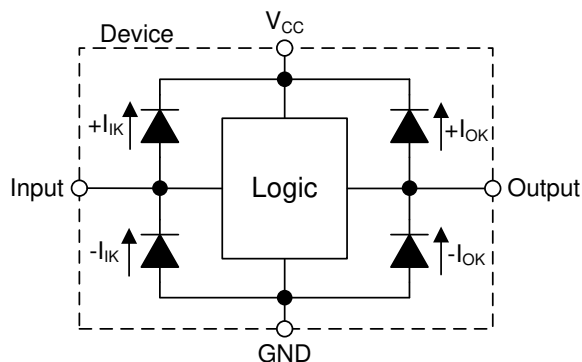 Device
V_CC
+I_IK
+I_OK
Input
Logic
Output
-I_IK
-I_OK
GND